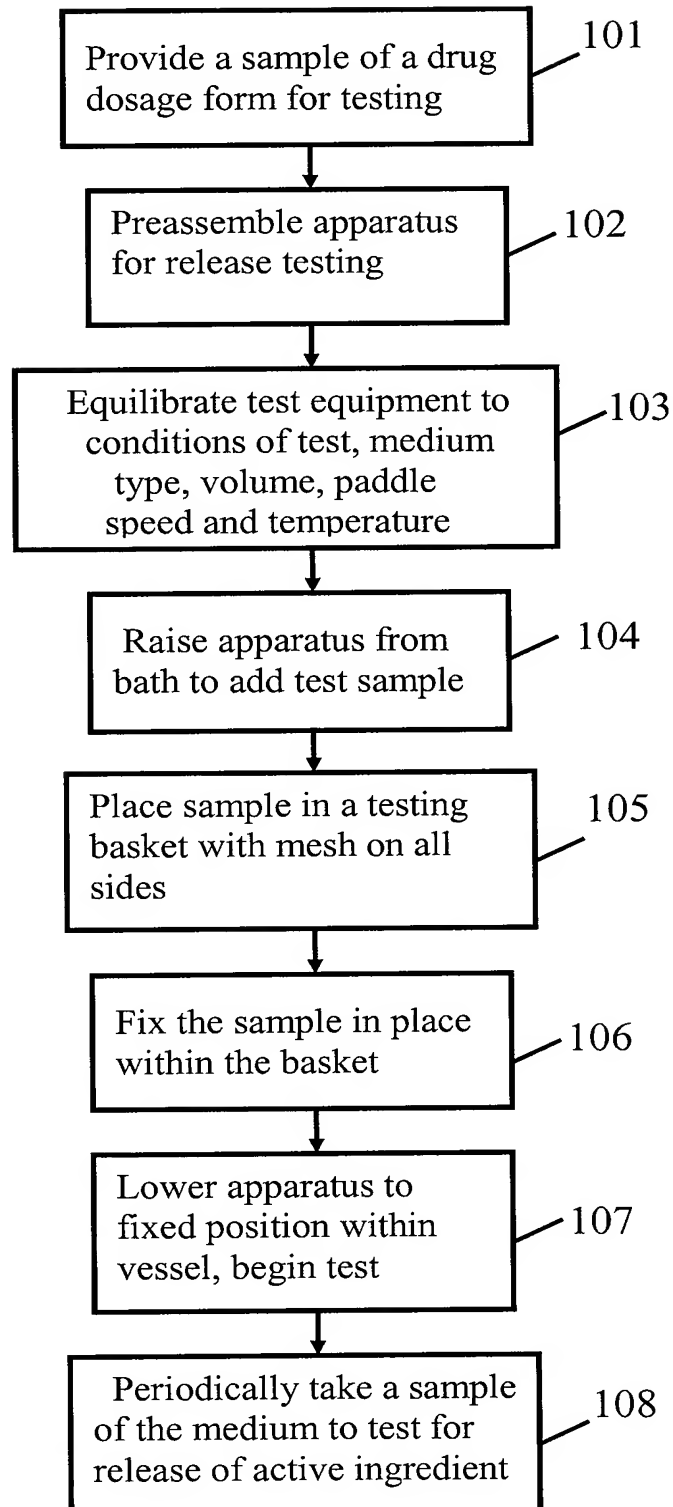 Provide a sample of a drug
dosage form for testing
101
Preassemble apparatus
for release testing
102
Equilibrate test equipment to
conditions of test, medium
type, volume, paddle
speed and temperature
103
Raise apparatus from
bath to add test sample
104
Place sample in a testing
basket with mesh on all
sides
105
Fix the sample in place
within the basket
106
Lower apparatus to
fixed position within
vessel, begin test
107
Periodically take a sample
of the medium to test for
release of active ingredient
108